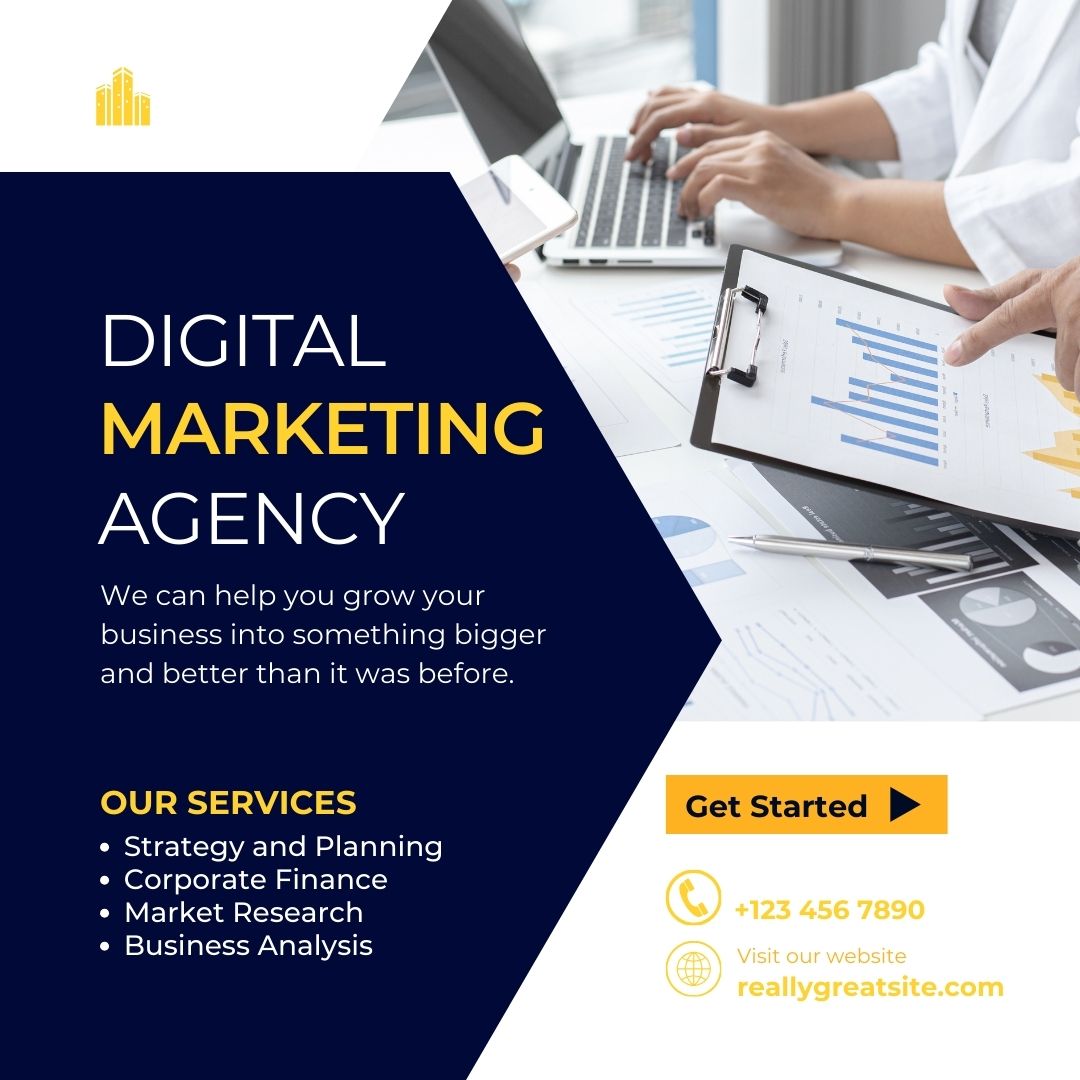 DIGITAL
MARKETING
AGENCY
We can help you grow your
business into something bigger
and better than it was before.
OUR SERVICES
• Strategy and Planning
• Corporate Finance
• Market Research
• Business Analysis
Get Started
+123 456 7890
Visit our website
reallygreatsite.com